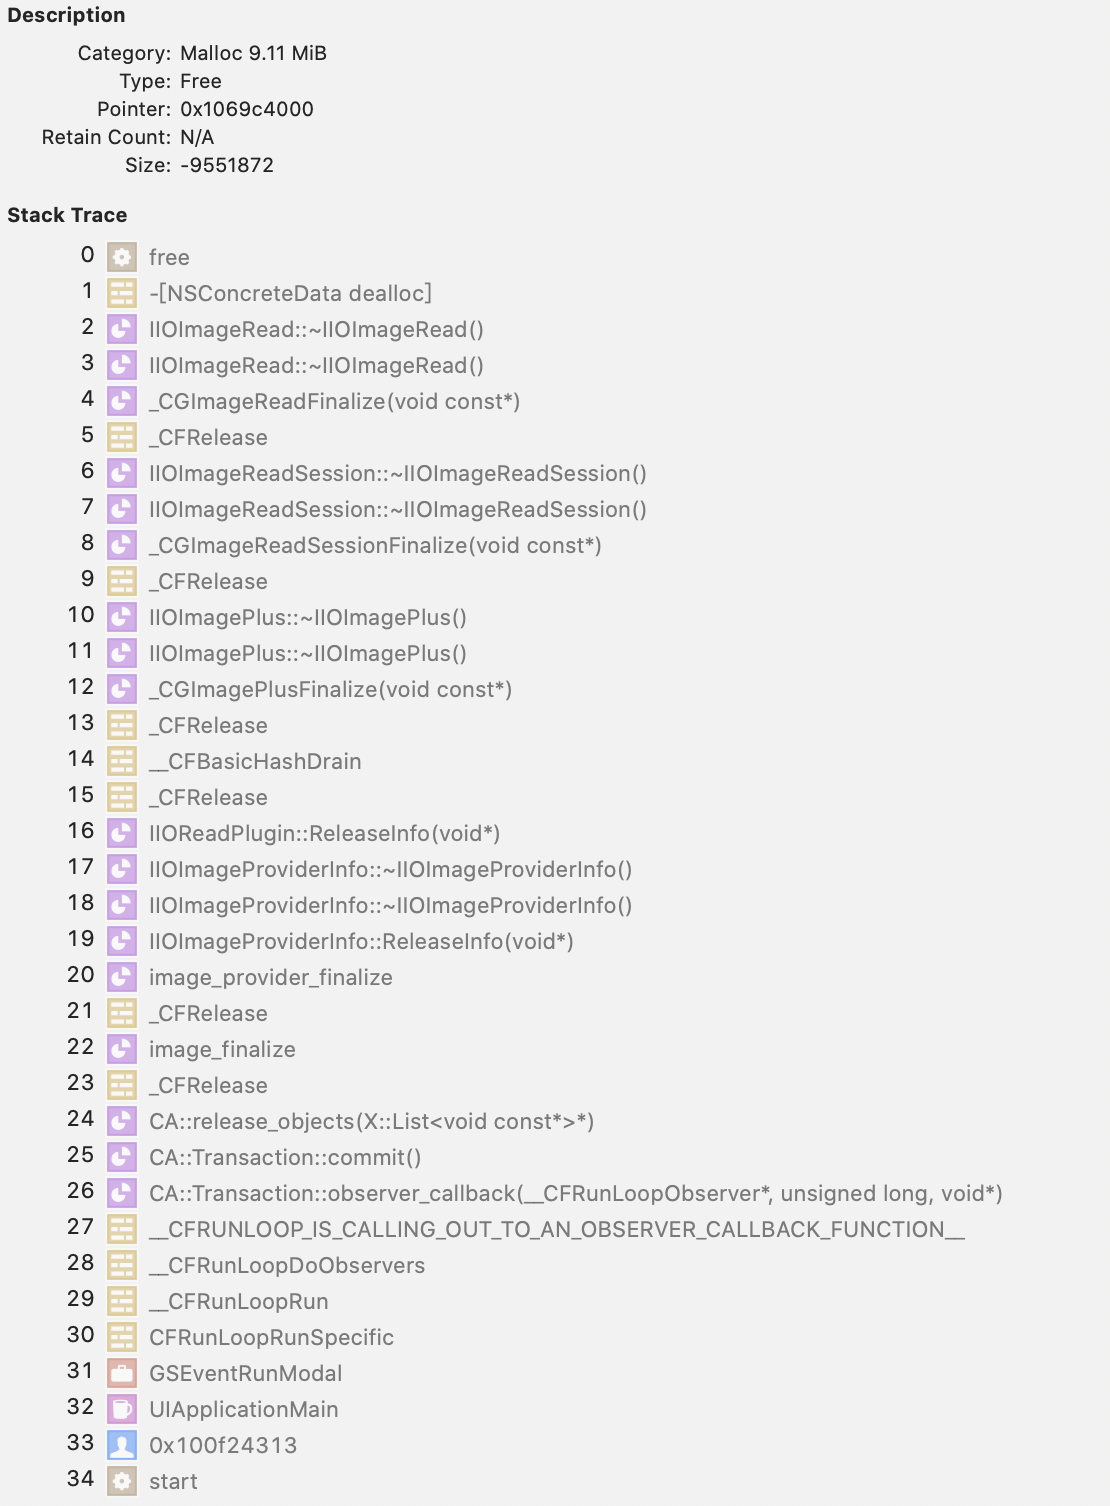 Description
Category: Malloc 9.11 MiB
Type: Free
Pointer: 0x1069c4000
Retain Count: N/A
Size: -9551872
Stack Trace
0 free
1 -[NSConcreteData dealloc]
2 IIOImageRead::~IIOImageRead()
3 IIOImageRead::~IIOImageRead()
4 _CGImageReadFinalize(void const*)
5 _CFRelease
6 IIOImageReadSession::~IIOImageReadSession()
7 IIOImageReadSession::~IIOImageReadSession()
8 _CGImageReadSessionFinalize(void const*)
9 _CFRelease
10 IIOImagePlus::~IIOImagePlus()
11 IIOImagePlus::~IIOImagePlus()
12 _CGImagePlusFinalize(void const*)
13 _CFRelease
14 __CFBasicHashDrain
15 _CFRelease
16 IIOReadPlugin::ReleaseInfo(void*)
17 IIOImageProviderInfo::~IIOImageProviderInfo()
18 IIOImageProviderInfo::~IIOImageProviderInfo()
19 IIOImageProviderInfo::ReleaseInfo(void*)
20 image_provider_finalize
21 _CFRelease
22 image_finalize
23 _CFRelease
24 CA::release_objects(X::List<void const*>*)
25 CA::Transaction::commit()
26 CA::Transaction::observer_callback(__CFRunLoopObserver*, unsigned long, void*)
27 __CFRUNLOOP_IS_CALLING_OUT_TO_AN_OBSERVER_CALLBACK_FUNCTION__
28 __CFRunLoopDoObservers
29 __CFRunLoopRun
30 CFRunLoopRunSpecific
31 GSEventRunModal
32 UIApplicationMain
33 0x100f24313
34 start